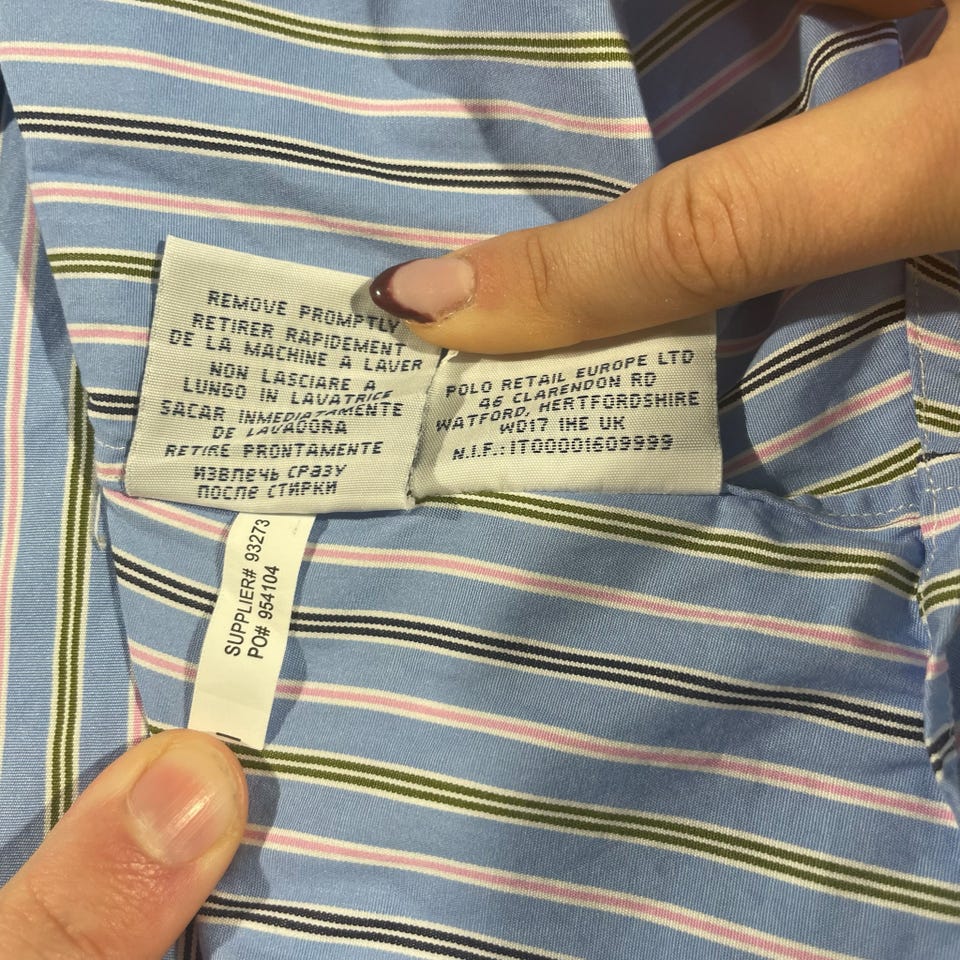 REMOVE PROMPTLY
RETIRER RAPIDEMENT
DE LA MACHINE A LAVER
NON LASCIARE A
LUNGO IN LAVATRICE
SACAR INMEDIATAMENTE
DE LAVADORA
RETIRE PRONTAMENTE
ИЗВЛЕЧЬ СРАЗУ
ПОСЛЕ СТИРКИ
POLO RETAIL EUROPE LTD
46 CLARENDON RD
WATFORD, HERTFORDSHIRE
WD17 1HE UK
N.I.F.:IT00001609999
SUPPLIER# 93273
PO# 954104